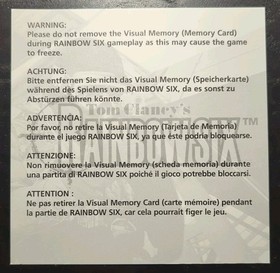 WARNING:
Please do not remove the Visual Memory (Memory Card)
during RAINBOW SIX gameplay as this may cause the game
to freeze.
ACHTUNG:
Bitte entfernen Sie nicht das Visual Memory (Speicherkarte)
während des Spielens von RAINBOW SIX, da es sonst zu
Abstürzen führen könnte.
Tom Clancy's
ADVERTENCIA:
RAINBOW SIX
Por favor, no retire la Visual Memory (Tarjeta de Memoria)
durante el juego RAINBOW SIX, ya que éste podría bloquearse.
ATTENZIONE:
Non rimuovere la Visual Memory (scheda memoria) durante
una partita di RAINBOW SIX poiché il gioco potrebbe bloccarsi.
ATTENTION :
Ne pas retirer la Visual Memory Card (carte mémoire) pendant
la partie de RAINBOW SIX, car cela pourrait figer le jeu.